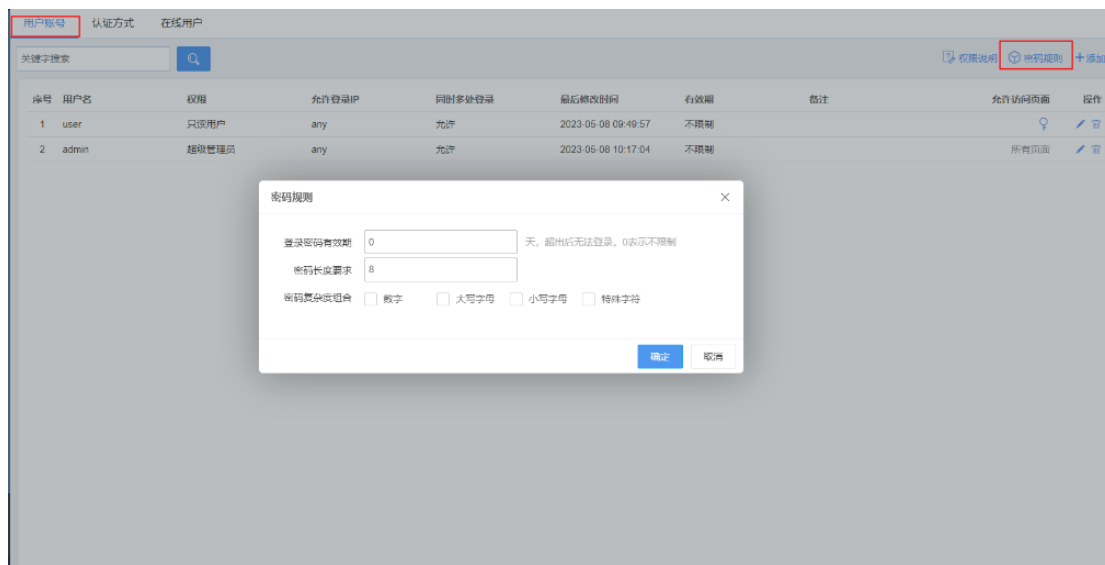 用户账号 认证方式 在线用户
关键字搜索 权限说明 密码规则 +添加
序号 用户名 权限 允许登录IP 同时多处登录 最后修改时间 有效期 备注 允许访问页面 操作
1 user 只读用户 any 允许 2023-05-08 09:49:57 不限制
2 admin 超级管理员 any 允许 2023-05-08 10:17:04 不限制 所有页面
密码规则
登录密码有效期 0 天，超出后无法登录，0表示不限制
密码长度要求 8
密码复杂度组合 数字 大写字母 小写字母 特殊字符
确定 取消